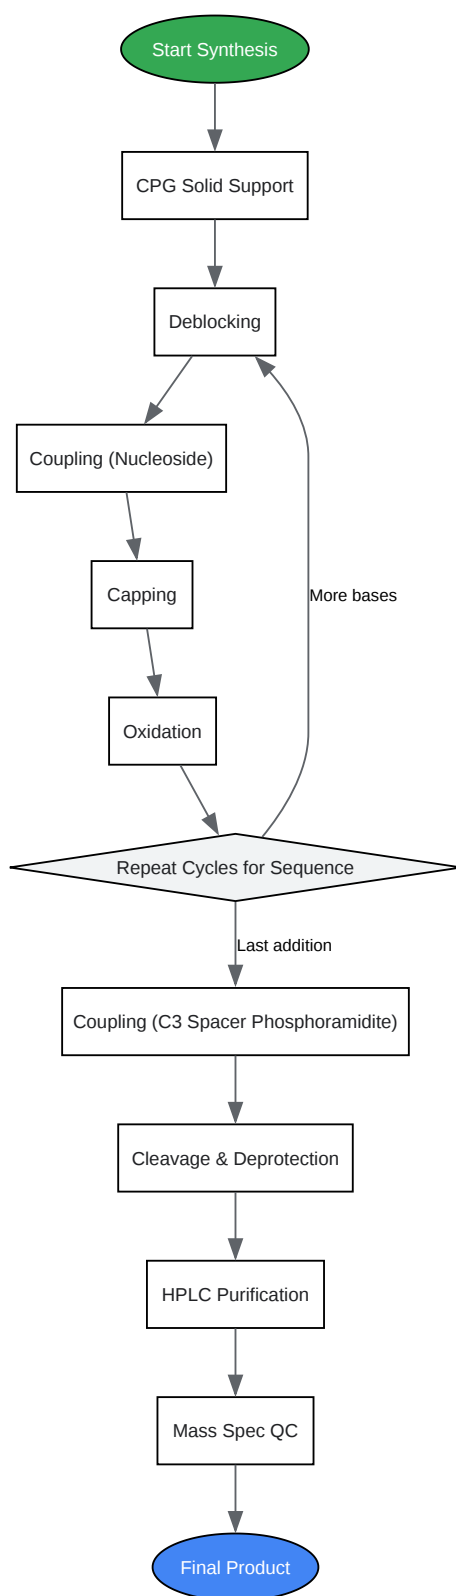 Start Synthesis
CPG Solid Support
Deblocking
Coupling (Nucleoside)
Capping
More bases
Oxidation
Repeat Cycles for Sequence
Last addition
Coupling (C3 Spacer Phosphoramidite)
Cleavage & Deprotection
HPLC Purification
Mass Spec QC
Final Product